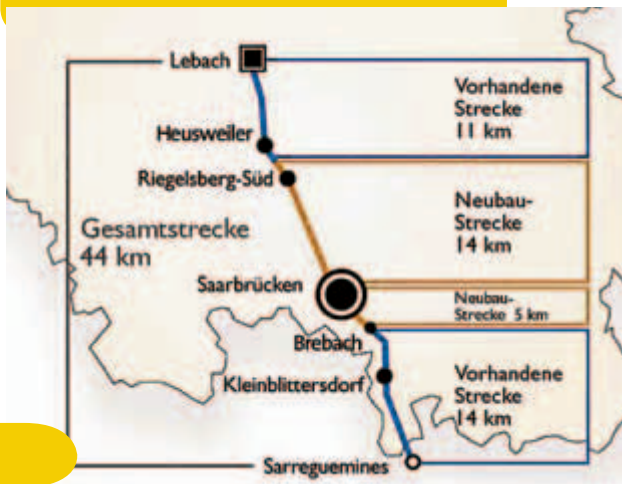 Lebach
Vorhandene
Strecke
11 km
Heusweiler
Riegelsberg-Süd
Neubau-
Strecke
14 km
Gesamtstrecke
44 km
Saarbrücken
Neubau-
Strecke 5 km
Brebach
Kleinblittersdorf
Vorhandene
Strecke
14 km
Sarreguemines